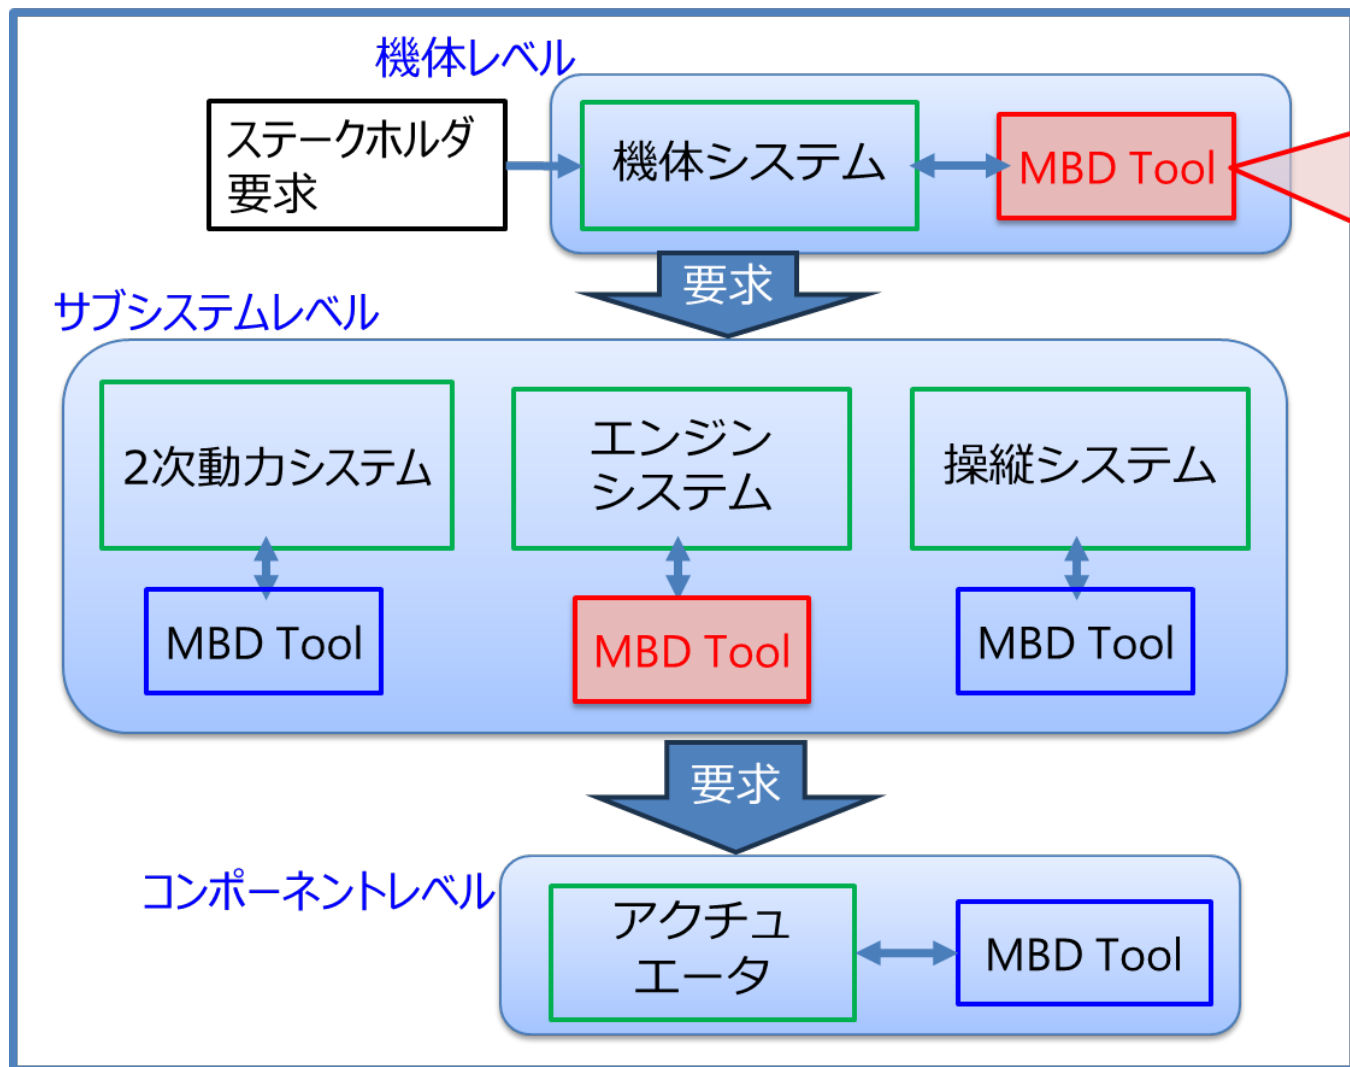 機体レベル
ステークホルダ
要求
機体システム
MBD Tool
要求
サブシステムレベル
2次動力システム
エンジン
システム
操縦システム
MBD Tool
MBD Tool
MBD Tool
要求
コンポーネントレベル
アクチュ
エータ
MBD Tool